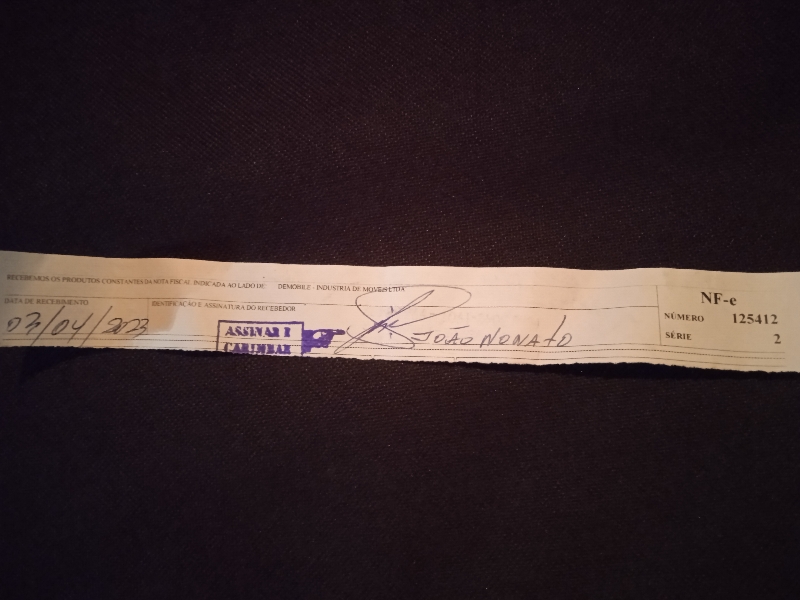 RECEBEMOS OS PRODUTOS CONSTANTES DA NOTA FISCAL INDICADA AO LADO DE DEMÓBILE - INDUSTRIA DE MOVEIS LTDA
NF-e
DATA DE RECEBIMENTO IDENTIFICAÇÃO E ASSINATURA DO RECEBEDOR
NÚMERO 125412
03/04/2023 ASSINAR E JOÃO NONATO
SÉRIE 2
CARIMBAR